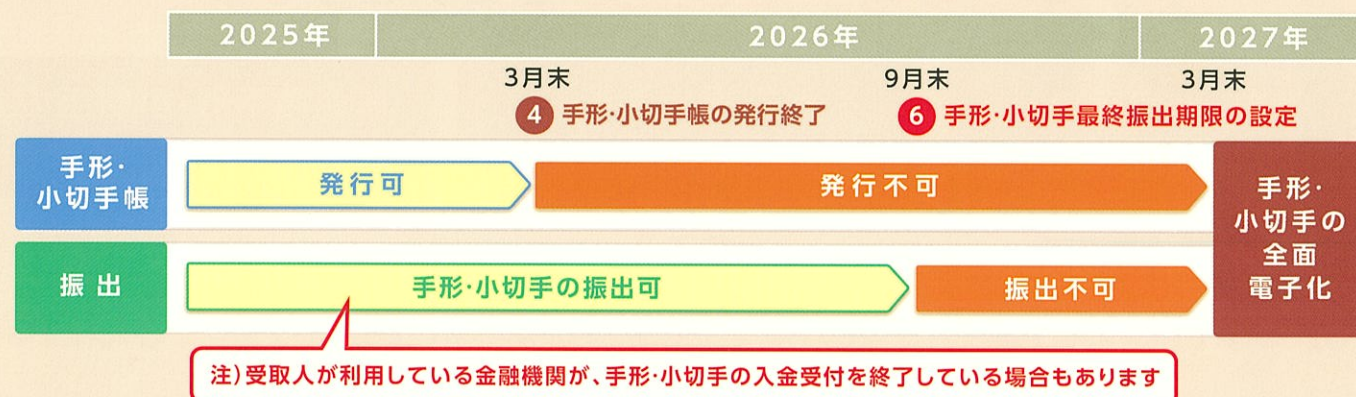 2025年
2026年
2027年
3月末
9月末
3月末
4 手形・小切手帳の発行終了
6 手形・小切手最終振出期限の設定
手形・
小切手帳
発行可
発行不可
振出
手形・小切手の振出可
振出不可
手形・
小切手の
全面
電子化
注)受取人が利用している金融機関が、手形・小切手の入金受付を終了している場合もあります